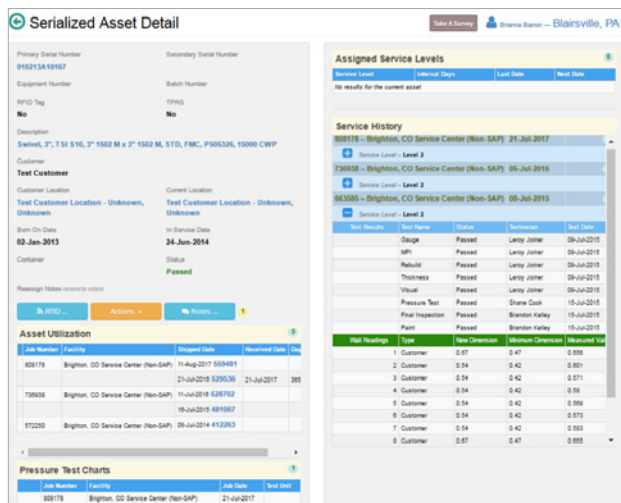 Serialized Asset Detail
Take A Survey
Brianna Barron — Blairsville, PA
Primary Serial Number
Secondary Serial Number
010213A10167
Equipment Number
Batch Number
RFID Tag
TPRS
No
No
Description
Swivel, 3", TSI S10, 3" 1502 M x 3" 1502 M, STD, FMC, P505326, 15000 CWP
Customer
Test Customer
Customer Location
Current Location
Test Customer Location - Unknown, Unknown
Test Customer Location - Unknown, Unknown
Born On Date
In Service Date
02-Jan-2013
24-Jun-2014
Container
Status
Passed
Reassign Notes
RFID ...
Actions
Notes ...
1
Asset Utilization
5
Job Number Facility Shipped Date Received Date Day
808178 Brighton, CO Service Center (Non-SAP) 11-Aug-2017 559481
21-Jul-2016 529536 21-Jul-2017 365
736938 Brighton, CO Service Center (Non-SAP) 11-Jul-2016 528702
16-Jul-2015 481067
572250 Brighton, CO Service Center (Non-SAP) 08-Jul-2014 412263
Pressure Test Charts
1
Job Number Facility Job Date Test Unit
808178 Brighton, CO Service Center (Non-SAP) 21-Jul-2017
Assigned Service Levels
0
Service Level Interval Days Last Date Next Date
No results for the current asset
Service History
808178 – Brighton, CO Service Center (Non-SAP) 21-Jul-2017
Service Level – Level 2
736938 – Brighton, CO Service Center (Non-SAP) 05-Jul-2016
Service Level – Level 2
663585 – Brighton, CO Service Center (Non-SAP) 08-Jul-2015
Service Level – Level 2
Test Results Test Name Status Technician Test Date
Gauge Passed Leroy Joiner 09-Jul-2015
MPI Passed Leroy Joiner 09-Jul-2015
Rebuild Passed Leroy Joiner 09-Jul-2015
Thickness Passed Leroy Joiner 09-Jul-2015
Visual Passed Leroy Joiner 09-Jul-2015
Pressure Test Passed Shane Cook 15-Jul-2015
Final Inspection Passed Brandon Kelley 15-Jul-2015
Paint Passed Brandon Kelley 15-Jul-2015
Wall Readings Type New Dimension Minimum Dimension Measured Val
1 Customer 0.67 0.47 0.656
2 Customer 0.54 0.42 0.601
3 Customer 0.54 0.42 0.571
4 Customer 0.54 0.42 0.58
5 Customer 0.54 0.42 0.569
6 Customer 0.54 0.42 0.573
7 Customer 0.54 0.42 0.583
8 Customer 0.67 0.47 0.655